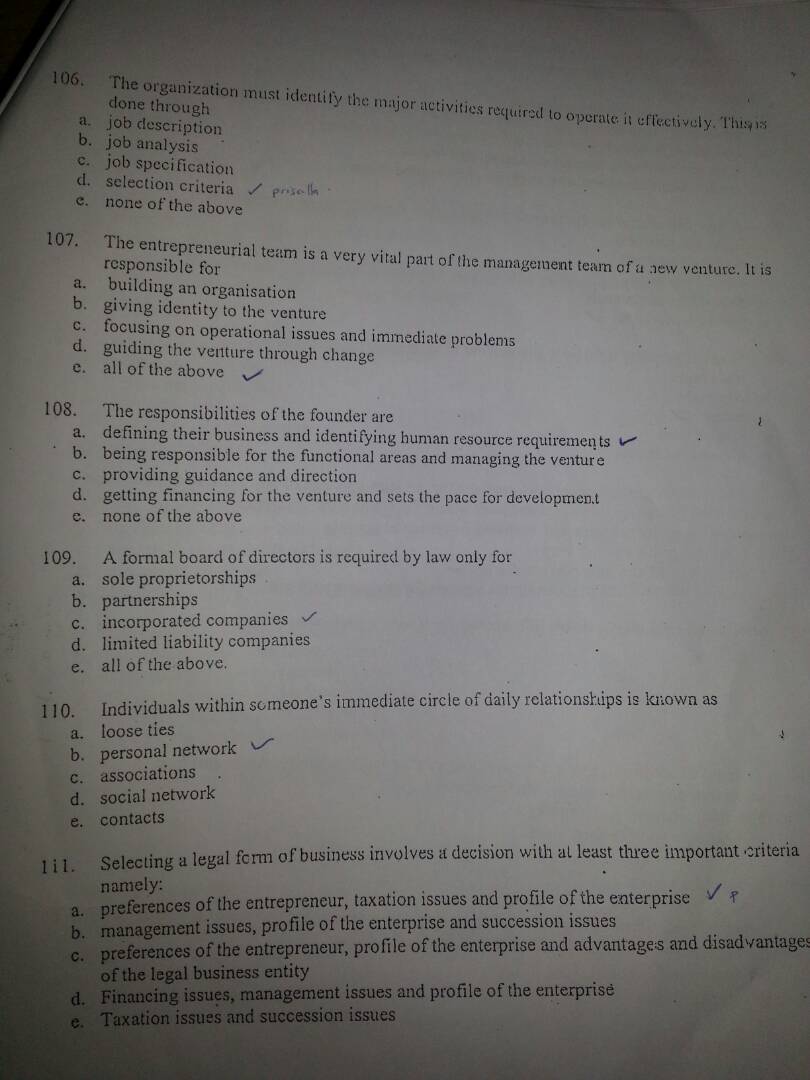 106. The organization must identify the major activities required to operate it effectively. This is
done through
a. job description
b. job analysis
c. job specification
d. selection criteria ✓
e. none of the above
107. The entrepreneurial team is a very vital part of the management team of a new venture. It is
responsible for
a. building an organisation
b. giving identity to the venture
c. focusing on operational issues and immediate problems
d. guiding the venture through change
e. all of the above ✓
108. The responsibilities of the founder are
a. defining their business and identifying human resource requirements ✓
b. being responsible for the functional areas and managing the venture
c. providing guidance and direction
d. getting financing for the venture and sets the pace for development
e. none of the above
109. A formal board of directors is required by law only for
a. sole proprietorships
b. partnerships
c. incorporated companies ✓
d. limited liability companies
e. all of the above.
110. Individuals within someone's immediate circle of daily relationships is known as
a. loose ties
b. personal network ✓
c. associations
d. social network
e. contacts
111. Selecting a legal form of business involves a decision with at least three important criteria
namely:
a. preferences of the entrepreneur, taxation issues and profile of the enterprise ✓
b. management issues, profile of the enterprise and succession issues
c. preferences of the entrepreneur, profile of the enterprise and advantages and disadvantages
of the legal business entity
d. Financing issues, management issues and profile of the enterprise
e. Taxation issues and succession issues